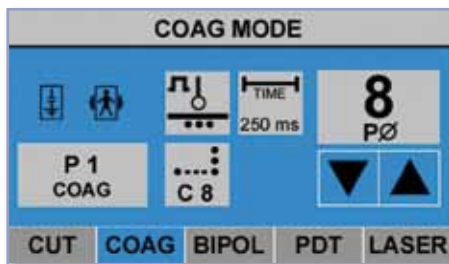 COAG MODE
TIME
250 ms
8
PØ
P 1
COAG
C 8
CUT COAG BIPOL PDT LASER